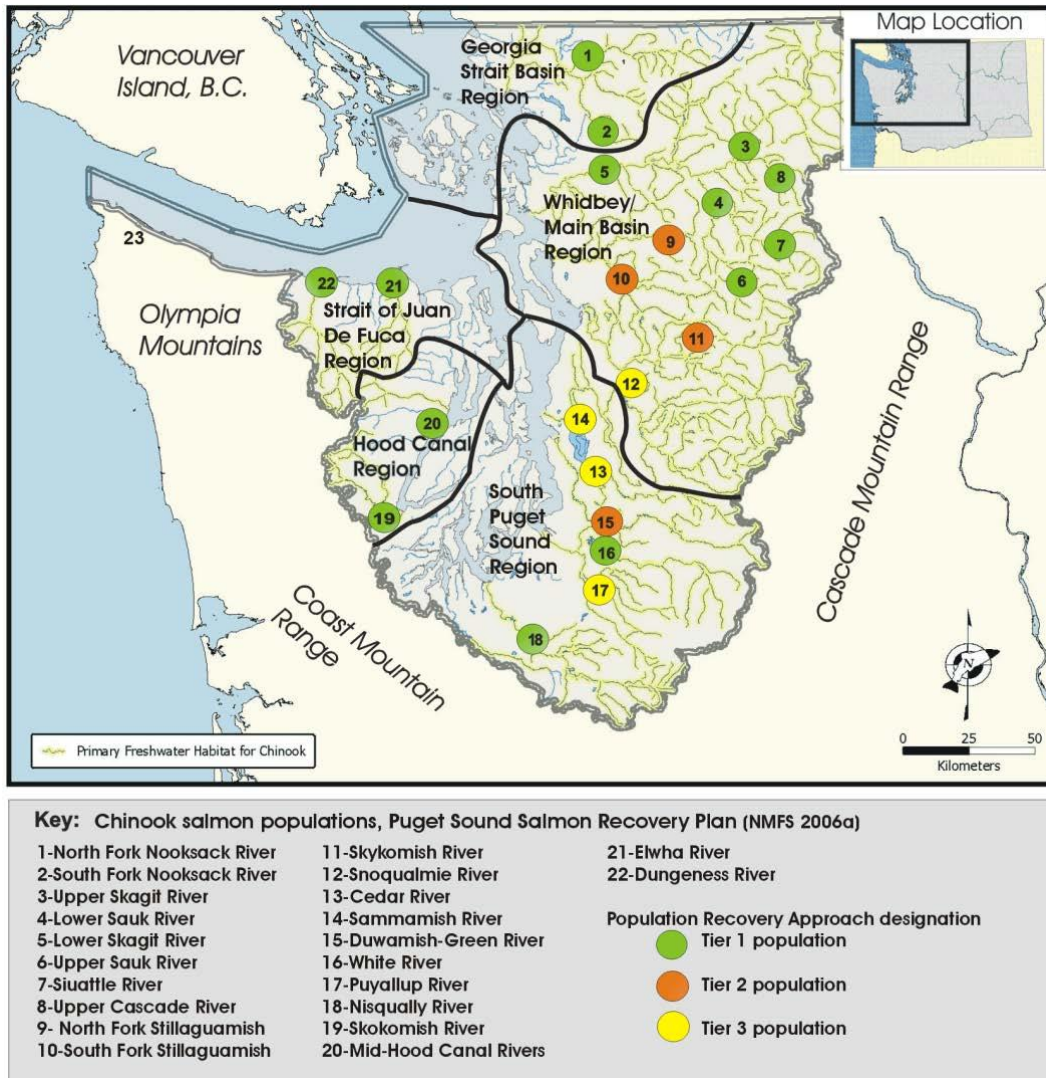 Vancouver
Island, B.C.
Georgia
Strait Basin
Region
Map Location
1
2
3
5
8
4
Whidbey/
Main Basin
Region
9
7
10
6
23
22
21
Olympia
Mountains
Strait of Juan
De Fuca
Region
11
12
14
20
Hood Canal
Region
13
South
Puget
Sound
Region
15
19
16
17
18
Coast Mountain
Range
Cascade Mountain Range
Primary Freshwater Habitat for Chinook
0 25 50
Kilometers
Key: Chinook salmon populations, Puget Sound Salmon Recovery Plan (NMFS 2006a)
1-North Fork Nooksack River
2-South Fork Nooksack River
3-Upper Skagit River
4-Lower Sauk River
5-Lower Skagit River
6-Upper Sauk River
7-Siuattle River
8-Upper Cascade River
9- North Fork Stillaguamish
10-South Fork Stillaguamish
11-Skykomish River
12-Snoqualmie River
13-Cedar River
14-Sammamish River
15-Duwamish-Green River
16-White River
17-Puyallup River
18-Nisqually River
19-Skokomish River
20-Mid-Hood Canal Rivers
21-Elwha River
22-Dungeness River
Population Recovery Approach designation
Tier 1 population
Tier 2 population
Tier 3 population